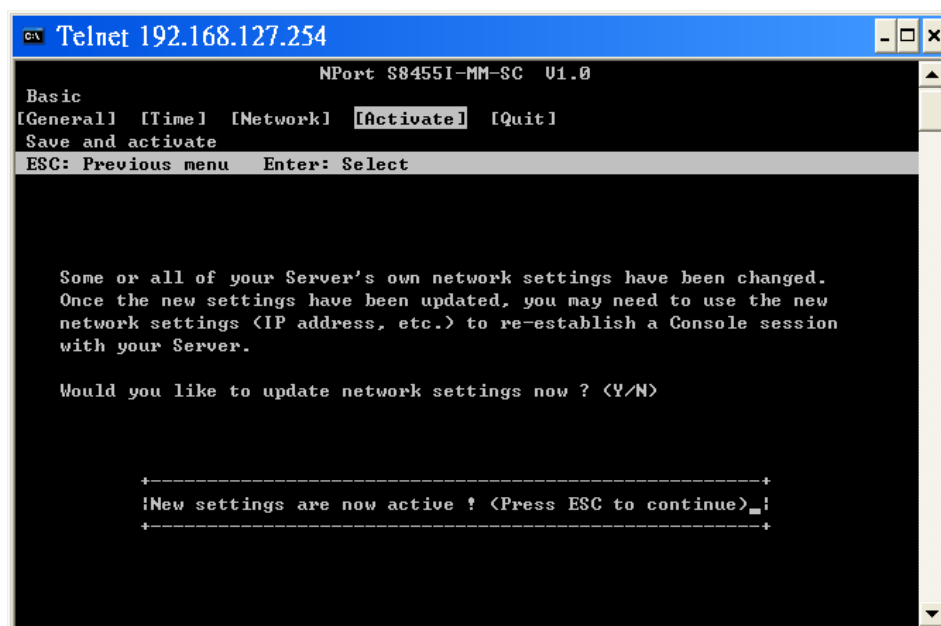 Telnet 192.168.127.254
NPort S8455I-MM-SC V1.0
Basic
[General] [Time] [Network] [Activate] [Quit]
Save and activate
ESC: Previous menu Enter: Select
Some or all of your Server's own network settings have been changed.
Once the new settings have been updated, you may need to use the new
network settings (IP address, etc.) to re-establish a Console session
with your Server.
Would you like to update network settings now ? (Y/N)
New settings are now active ! (Press ESC to continue)_